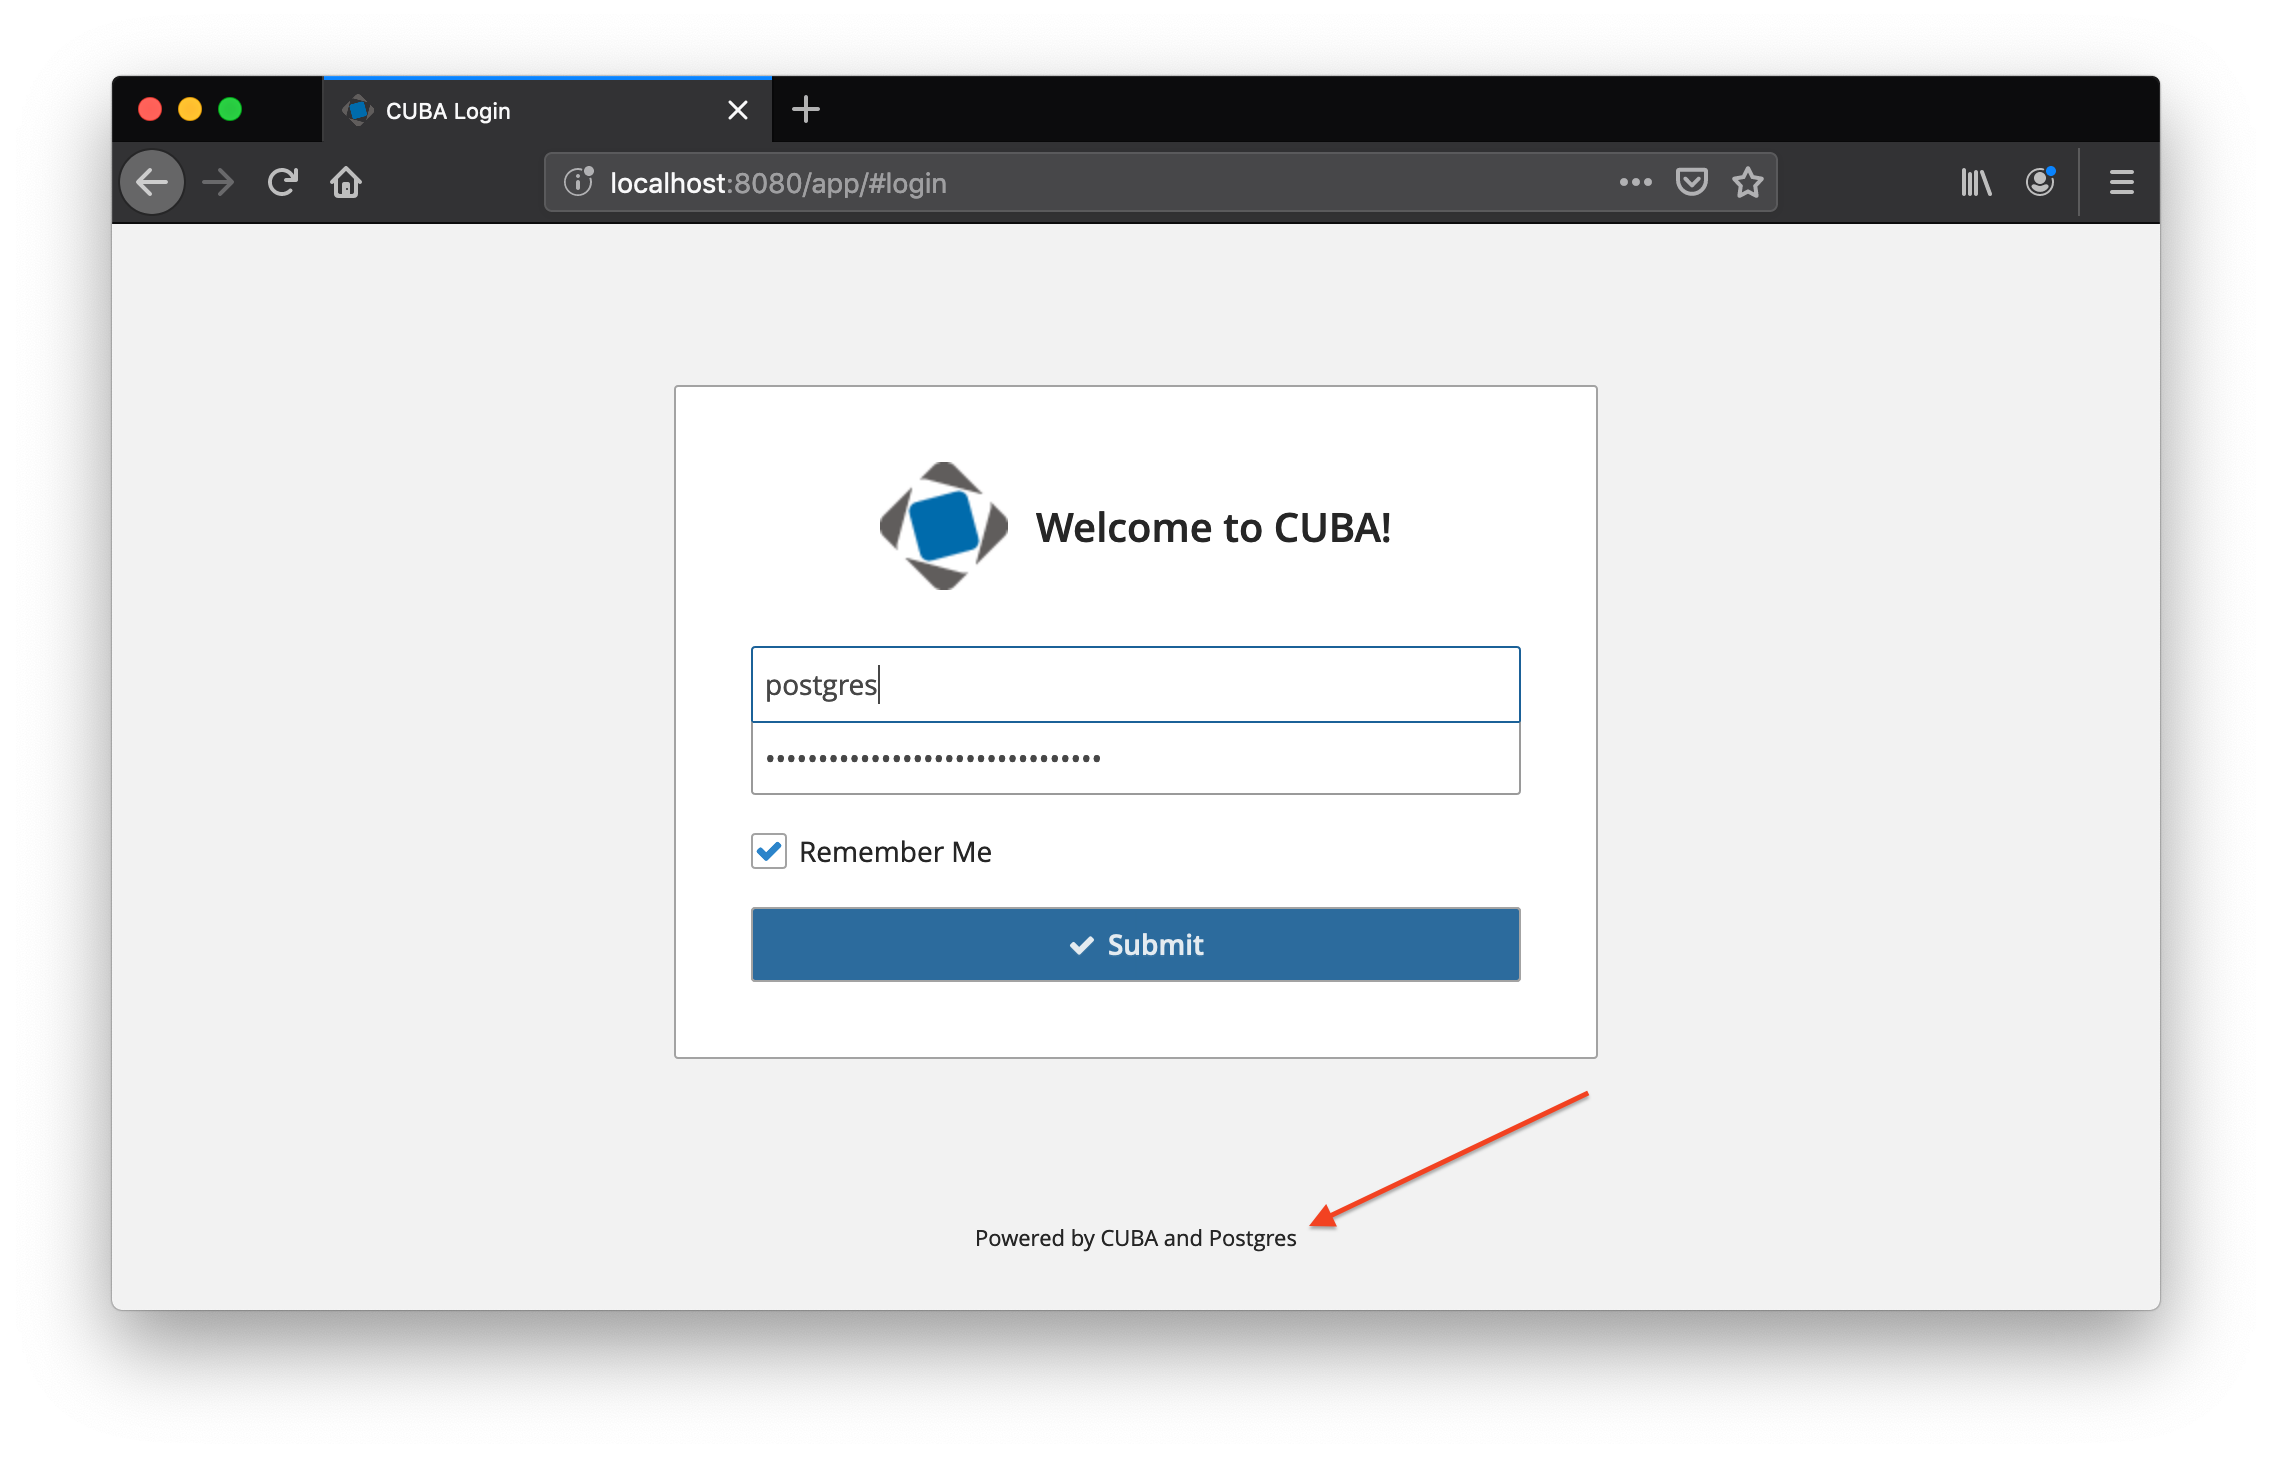 CUBA Login
localhost:8080/app/#login
Welcome to CUBA!
postgres
••••••••••••••••••••••••••••••••
Remember Me
Submit
Powered by CUBA and Postgres